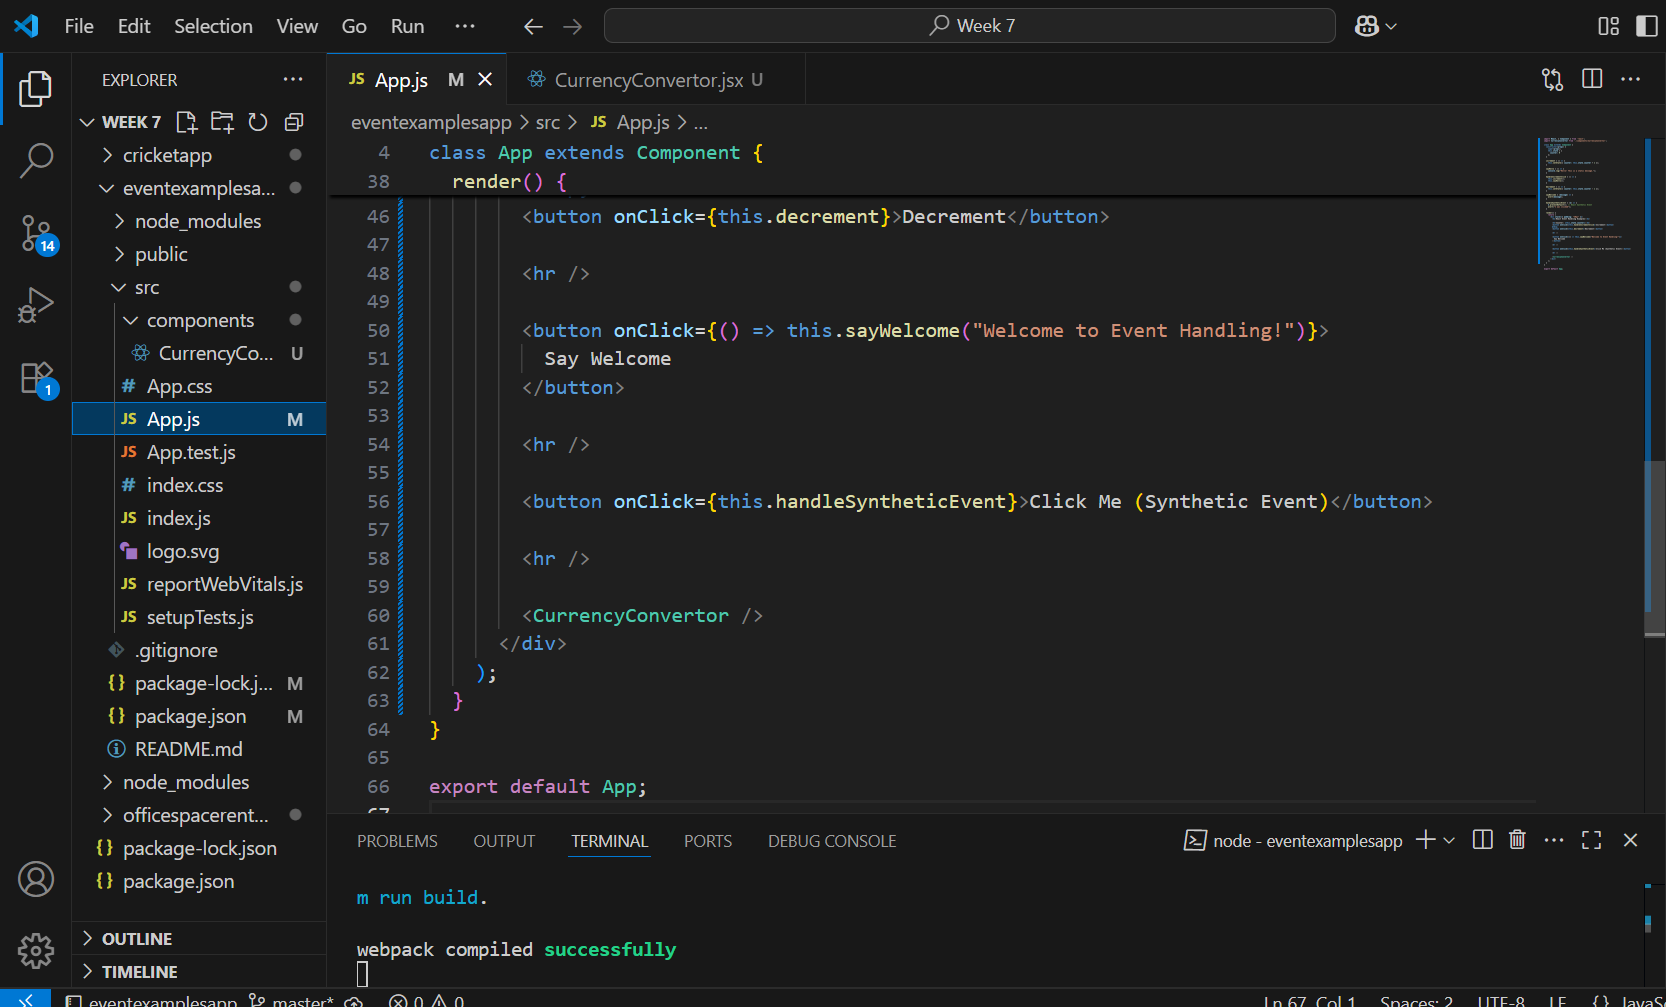 File Edit Selection View Go Run ... Week 7
EXPLORER ...
WEEK 7
cricketapp
eventexamplesa...
node_modules
public
src
components
CurrencyCo... U
# App.css
JS App.js M
JS App.test.js
# index.css
JS index.js
logo.svg
JS reportWebVitals.js
JS setupTests.js
.gitignore
{} package-lock.j... M
{} package.json M
README.md
node_modules
officespacerent...
{} package-lock.json
{} package.json
OUTLINE
TIMELINE
14
1
JS App.js M CurrencyConvertor.jsx U
eventexamplesapp > src > JS App.js > ...
4 class App extends Component {
38 render() {
46 <button onClick={this.decrement}>Decrement</button>
47
48 <hr />
49
50 <button onClick={() => this.sayWelcome("Welcome to Event Handling!")}>
51 Say Welcome
52 </button>
53
54 <hr />
55
56 <button onClick={this.handleSyntheticEvent}>Click Me (Synthetic Event)</button>
57
58 <hr />
59
60 <CurrencyConvertor />
61 </div>
62 );
63 }
64 }
65
66 export default App;
67
PROBLEMS OUTPUT TERMINAL PORTS DEBUG CONSOLE node - eventexamplesapp
m run build.
webpack compiled successfully
eventexamplesapp master* 0 0 Ln 67, Col 1 Spaces: 2 UTF-8 LF {}